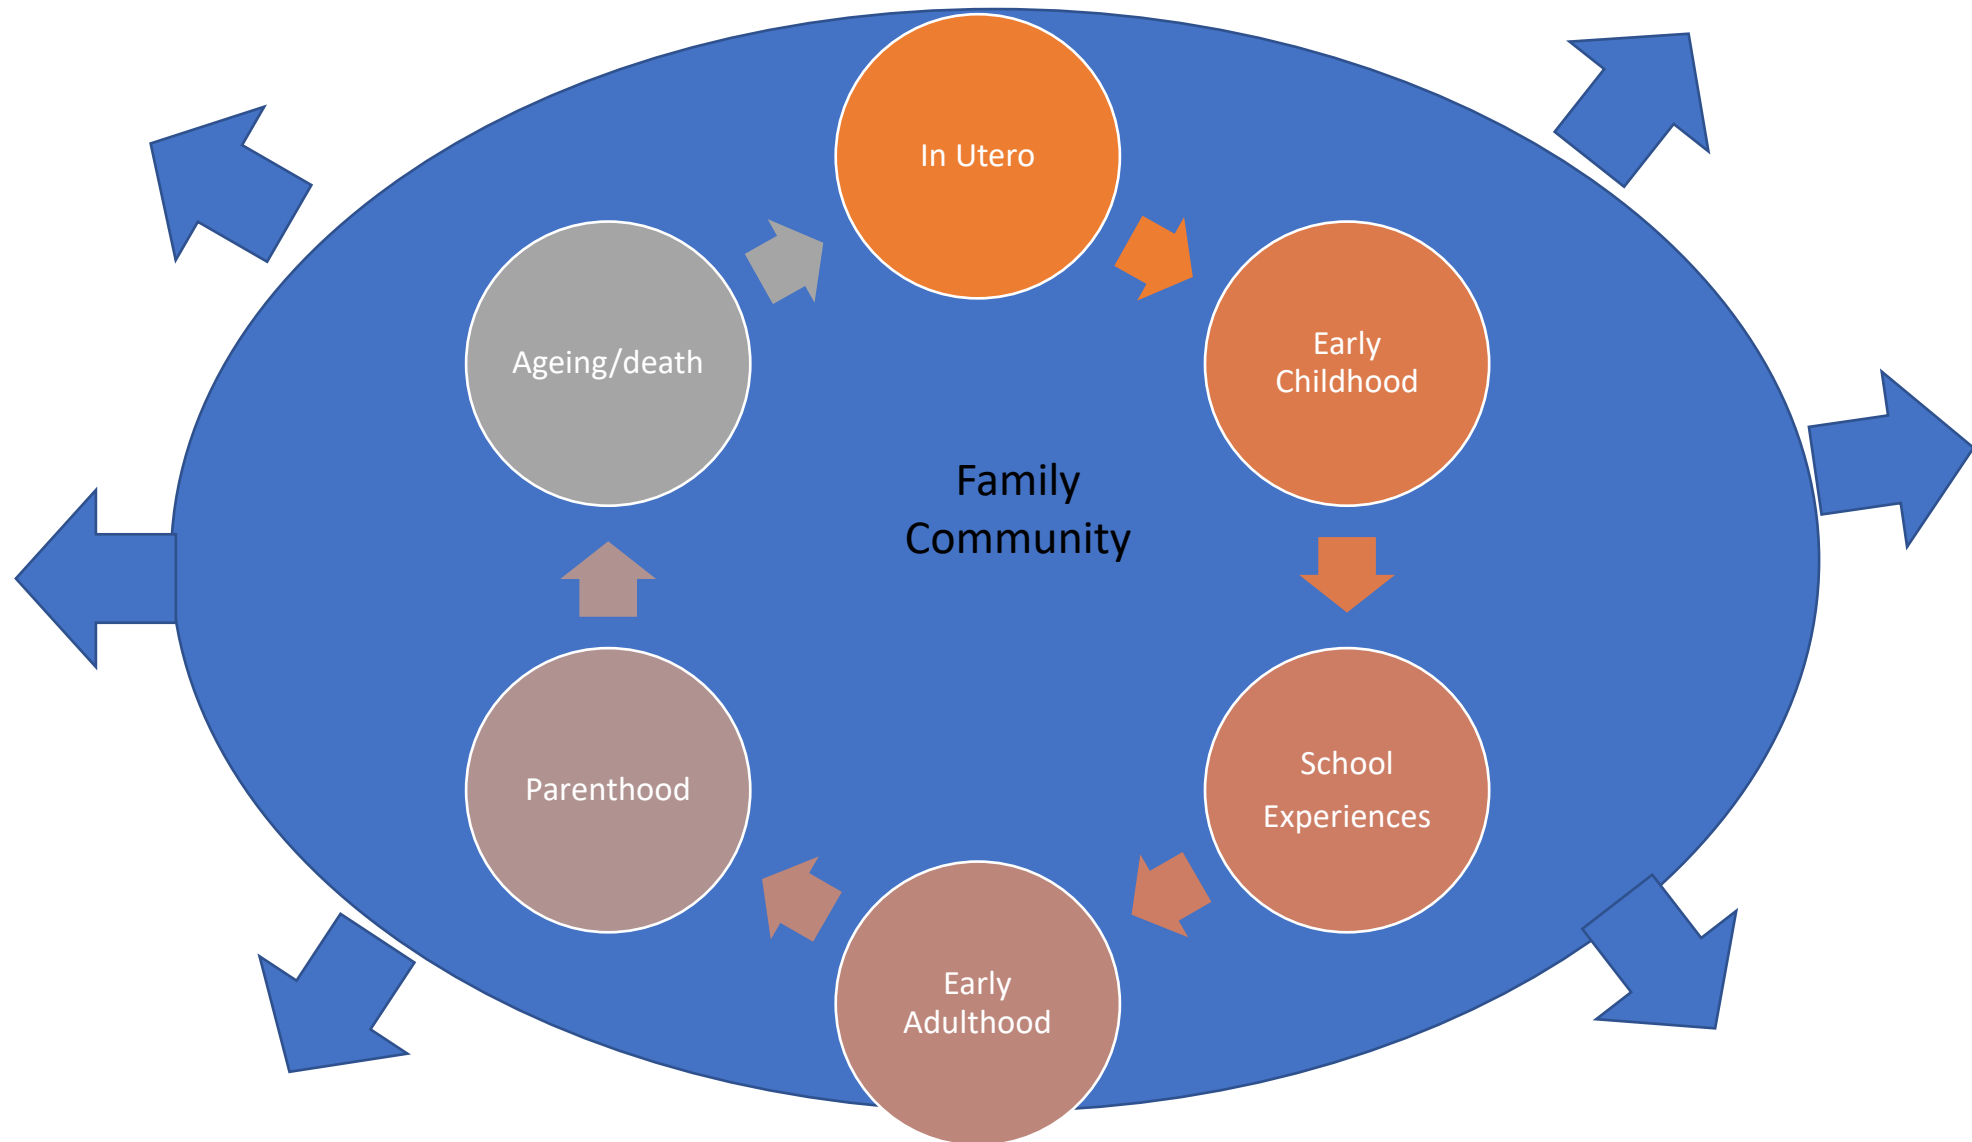 In Utero
Early
Childhood
School
Experiences
Early
Adulthood
Parenthood
Ageing/death
Family
Community